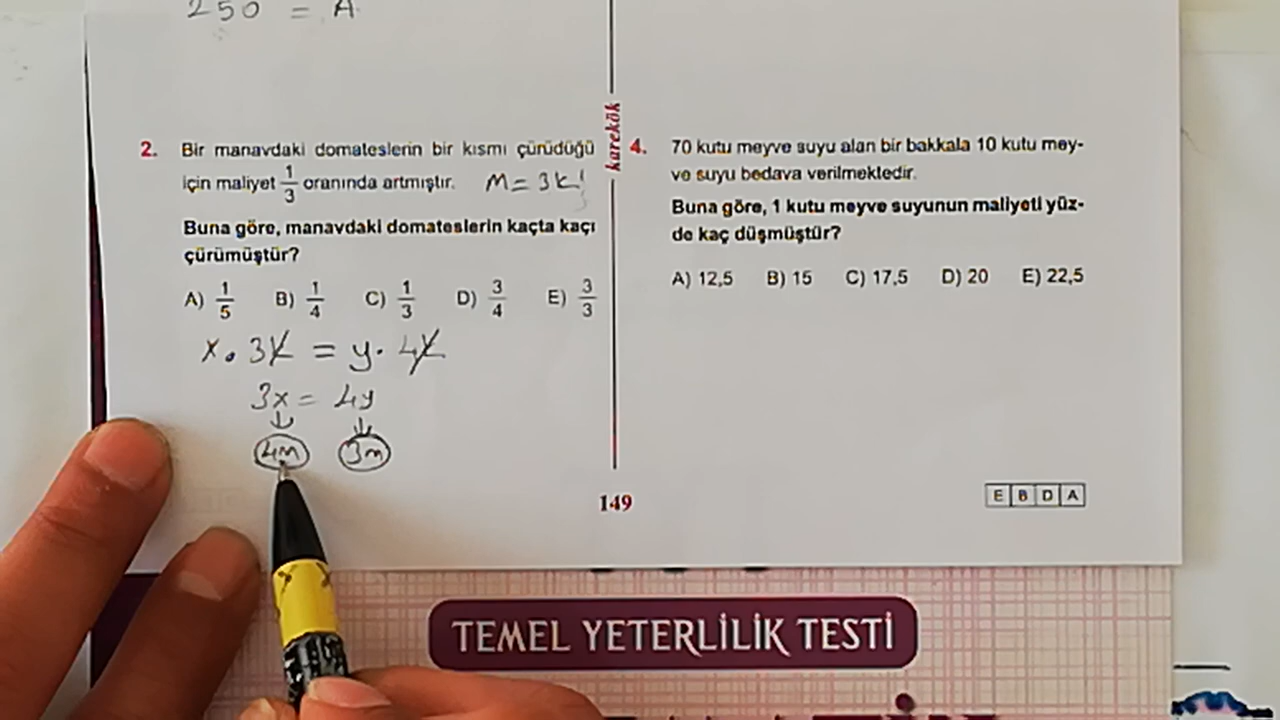 250 = A
2. Bir manavdaki domateslerin bir kısmı çürüdüğü
için maliyet 1/3 oranında artmıştır. M = 3k
Buna göre, manavdaki domateslerin kaçta kaçı
çürümüştür?
A) 1/5 B) 1/4 C) 1/3 D) 3/4 E) 3/3
x . 3k = y . 4k
3x = 4y
4m 3m
karekök
4. 70 kutu meyve suyu alan bir bakkala 10 kutu mey-
ve suyu bedava verilmektedir.
Buna göre, 1 kutu meyve suyunun maliyeti yüz-
de kaç düşmüştür?
A) 12,5 B) 15 C) 17,5 D) 20 E) 22,5
149
E B D A
TEMEL YETERLİLİK TESTİ